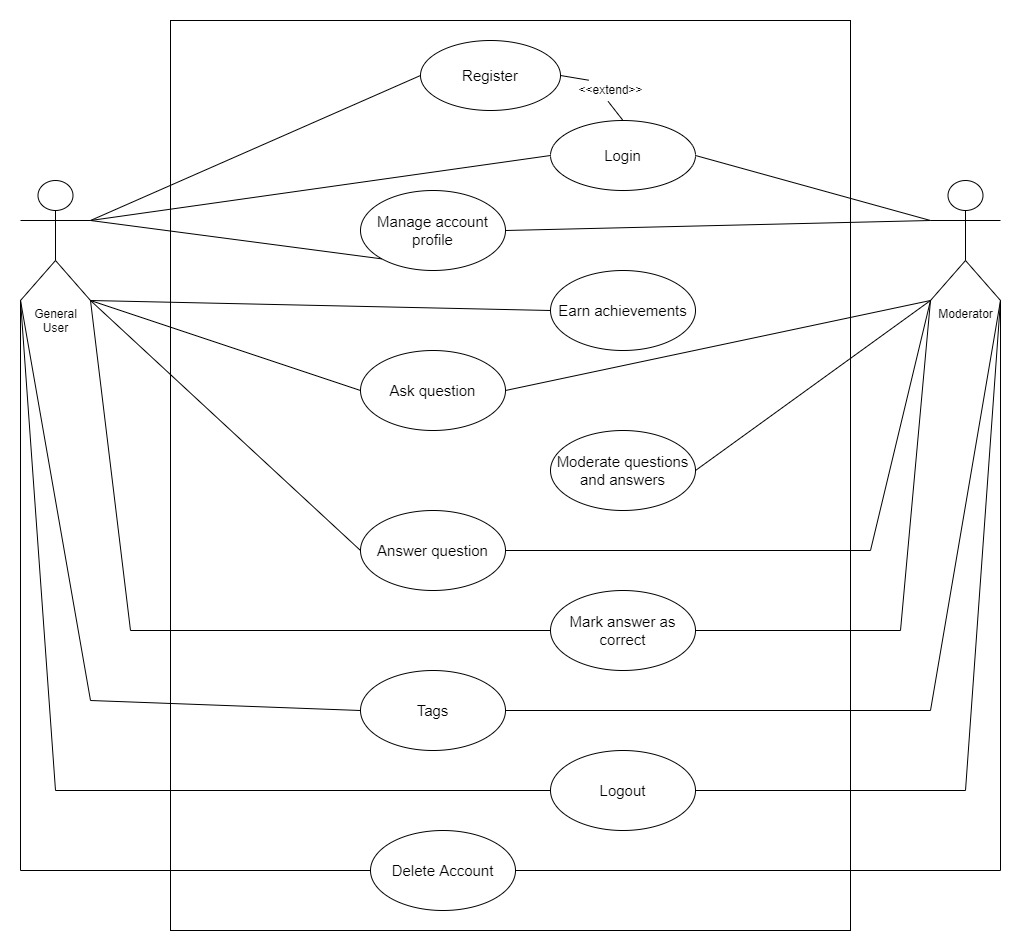 Register
<<extend>>
Login
Manage account
profile
General
User
Earn achievements
Moderator
Ask question
Moderate questions
and answers
Answer question
Mark answer as
correct
Tags
Logout
Delete Account